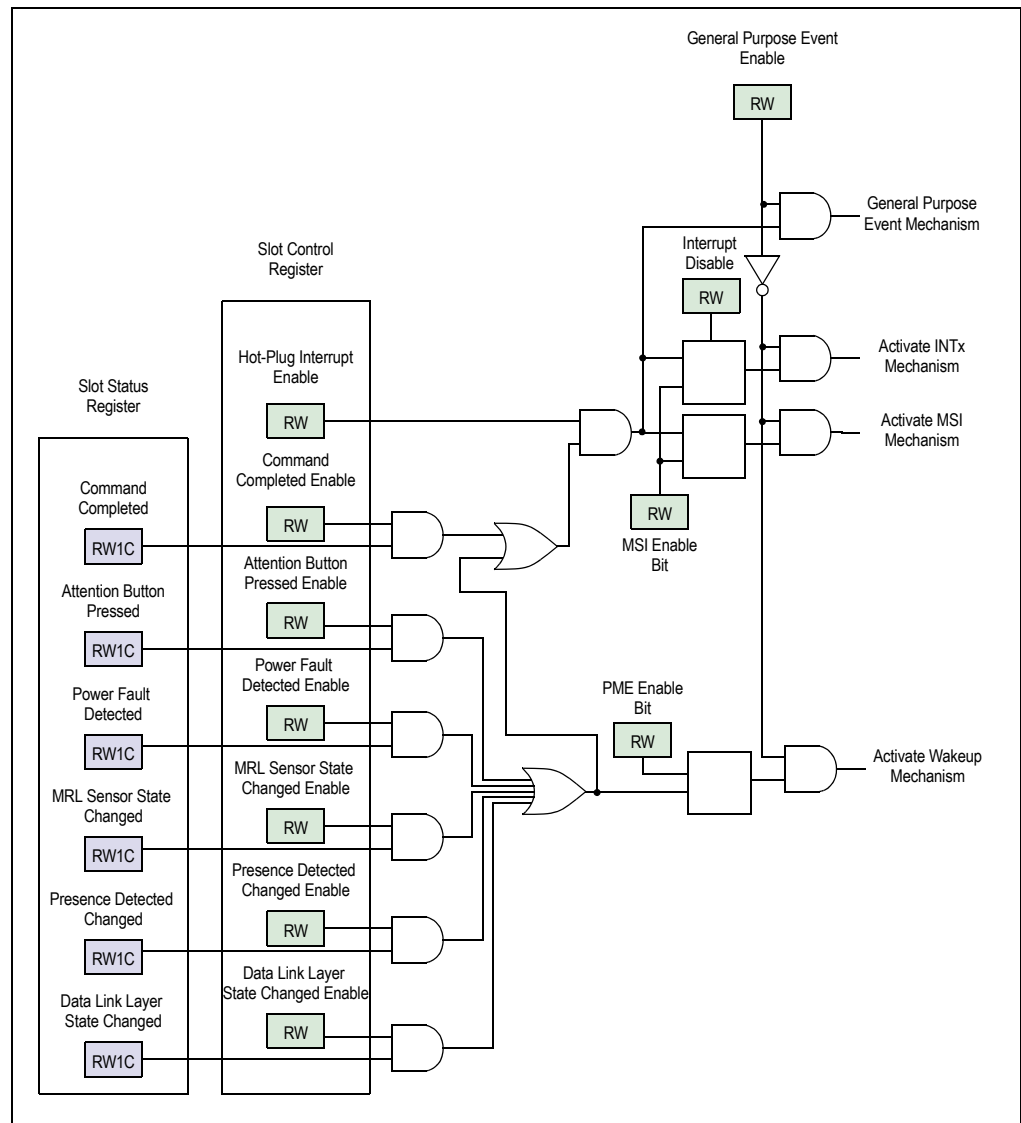 General Purpose Event
Enable
RW
General Purpose
Event Mechanism
Interrupt
Disable
RW
Slot Control
Register
Hot-Plug Interrupt
Enable
RW
Activate INTx
Mechanism
Slot Status
Register
Activate MSI
Mechanism
Command
Completed Enable
RW
Command
Completed
RW1C
RW
MSI Enable
Bit
Attention Button
Pressed Enable
RW
Attention Button
Pressed
RW1C
Power Fault
Detected Enable
RW
Power Fault
Detected
RW1C
PME Enable
Bit
RW
Activate Wakeup
Mechanism
MRL Sensor State
Changed Enable
RW
MRL Sensor State
Changed
RW1C
Presence Detected
Changed Enable
RW
Presence Detected
Changed
RW1C
Data Link Layer
State Changed Enable
RW
Data Link Layer
State Changed
RW1C